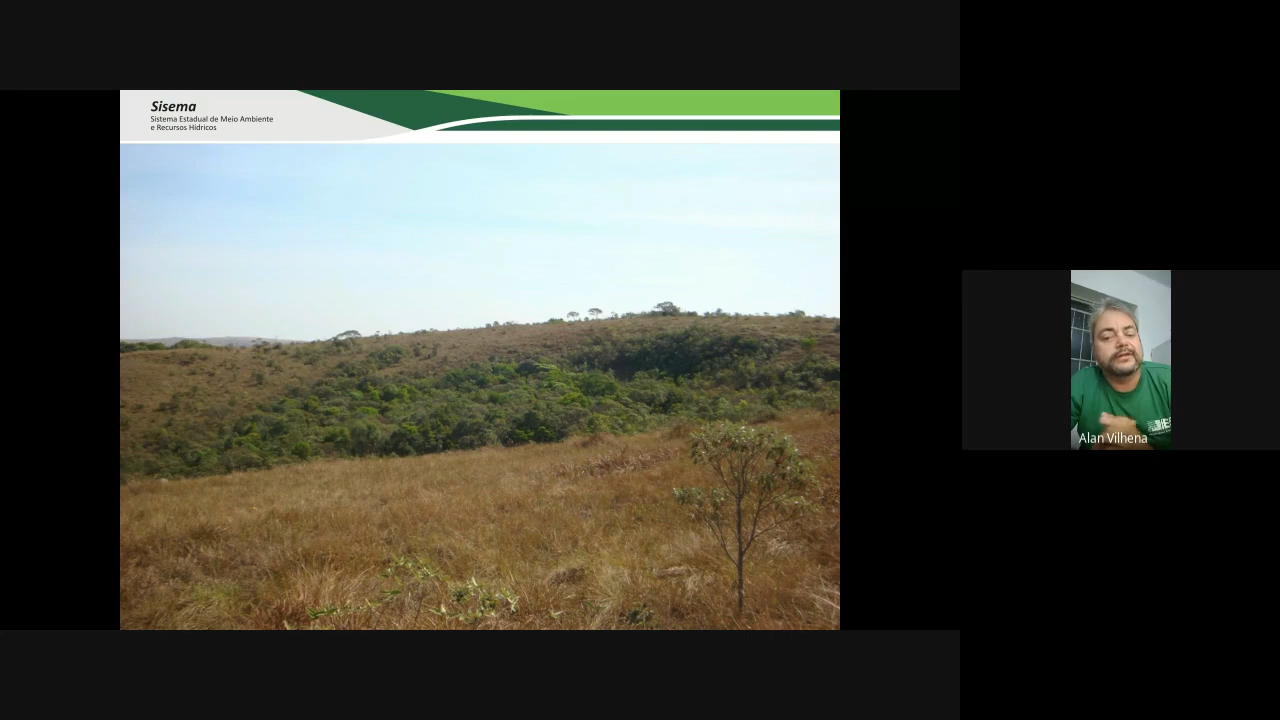 Sisema
Sistema Estadual de Meio Ambiente
e Recursos Hídricos
Alan Vilhena